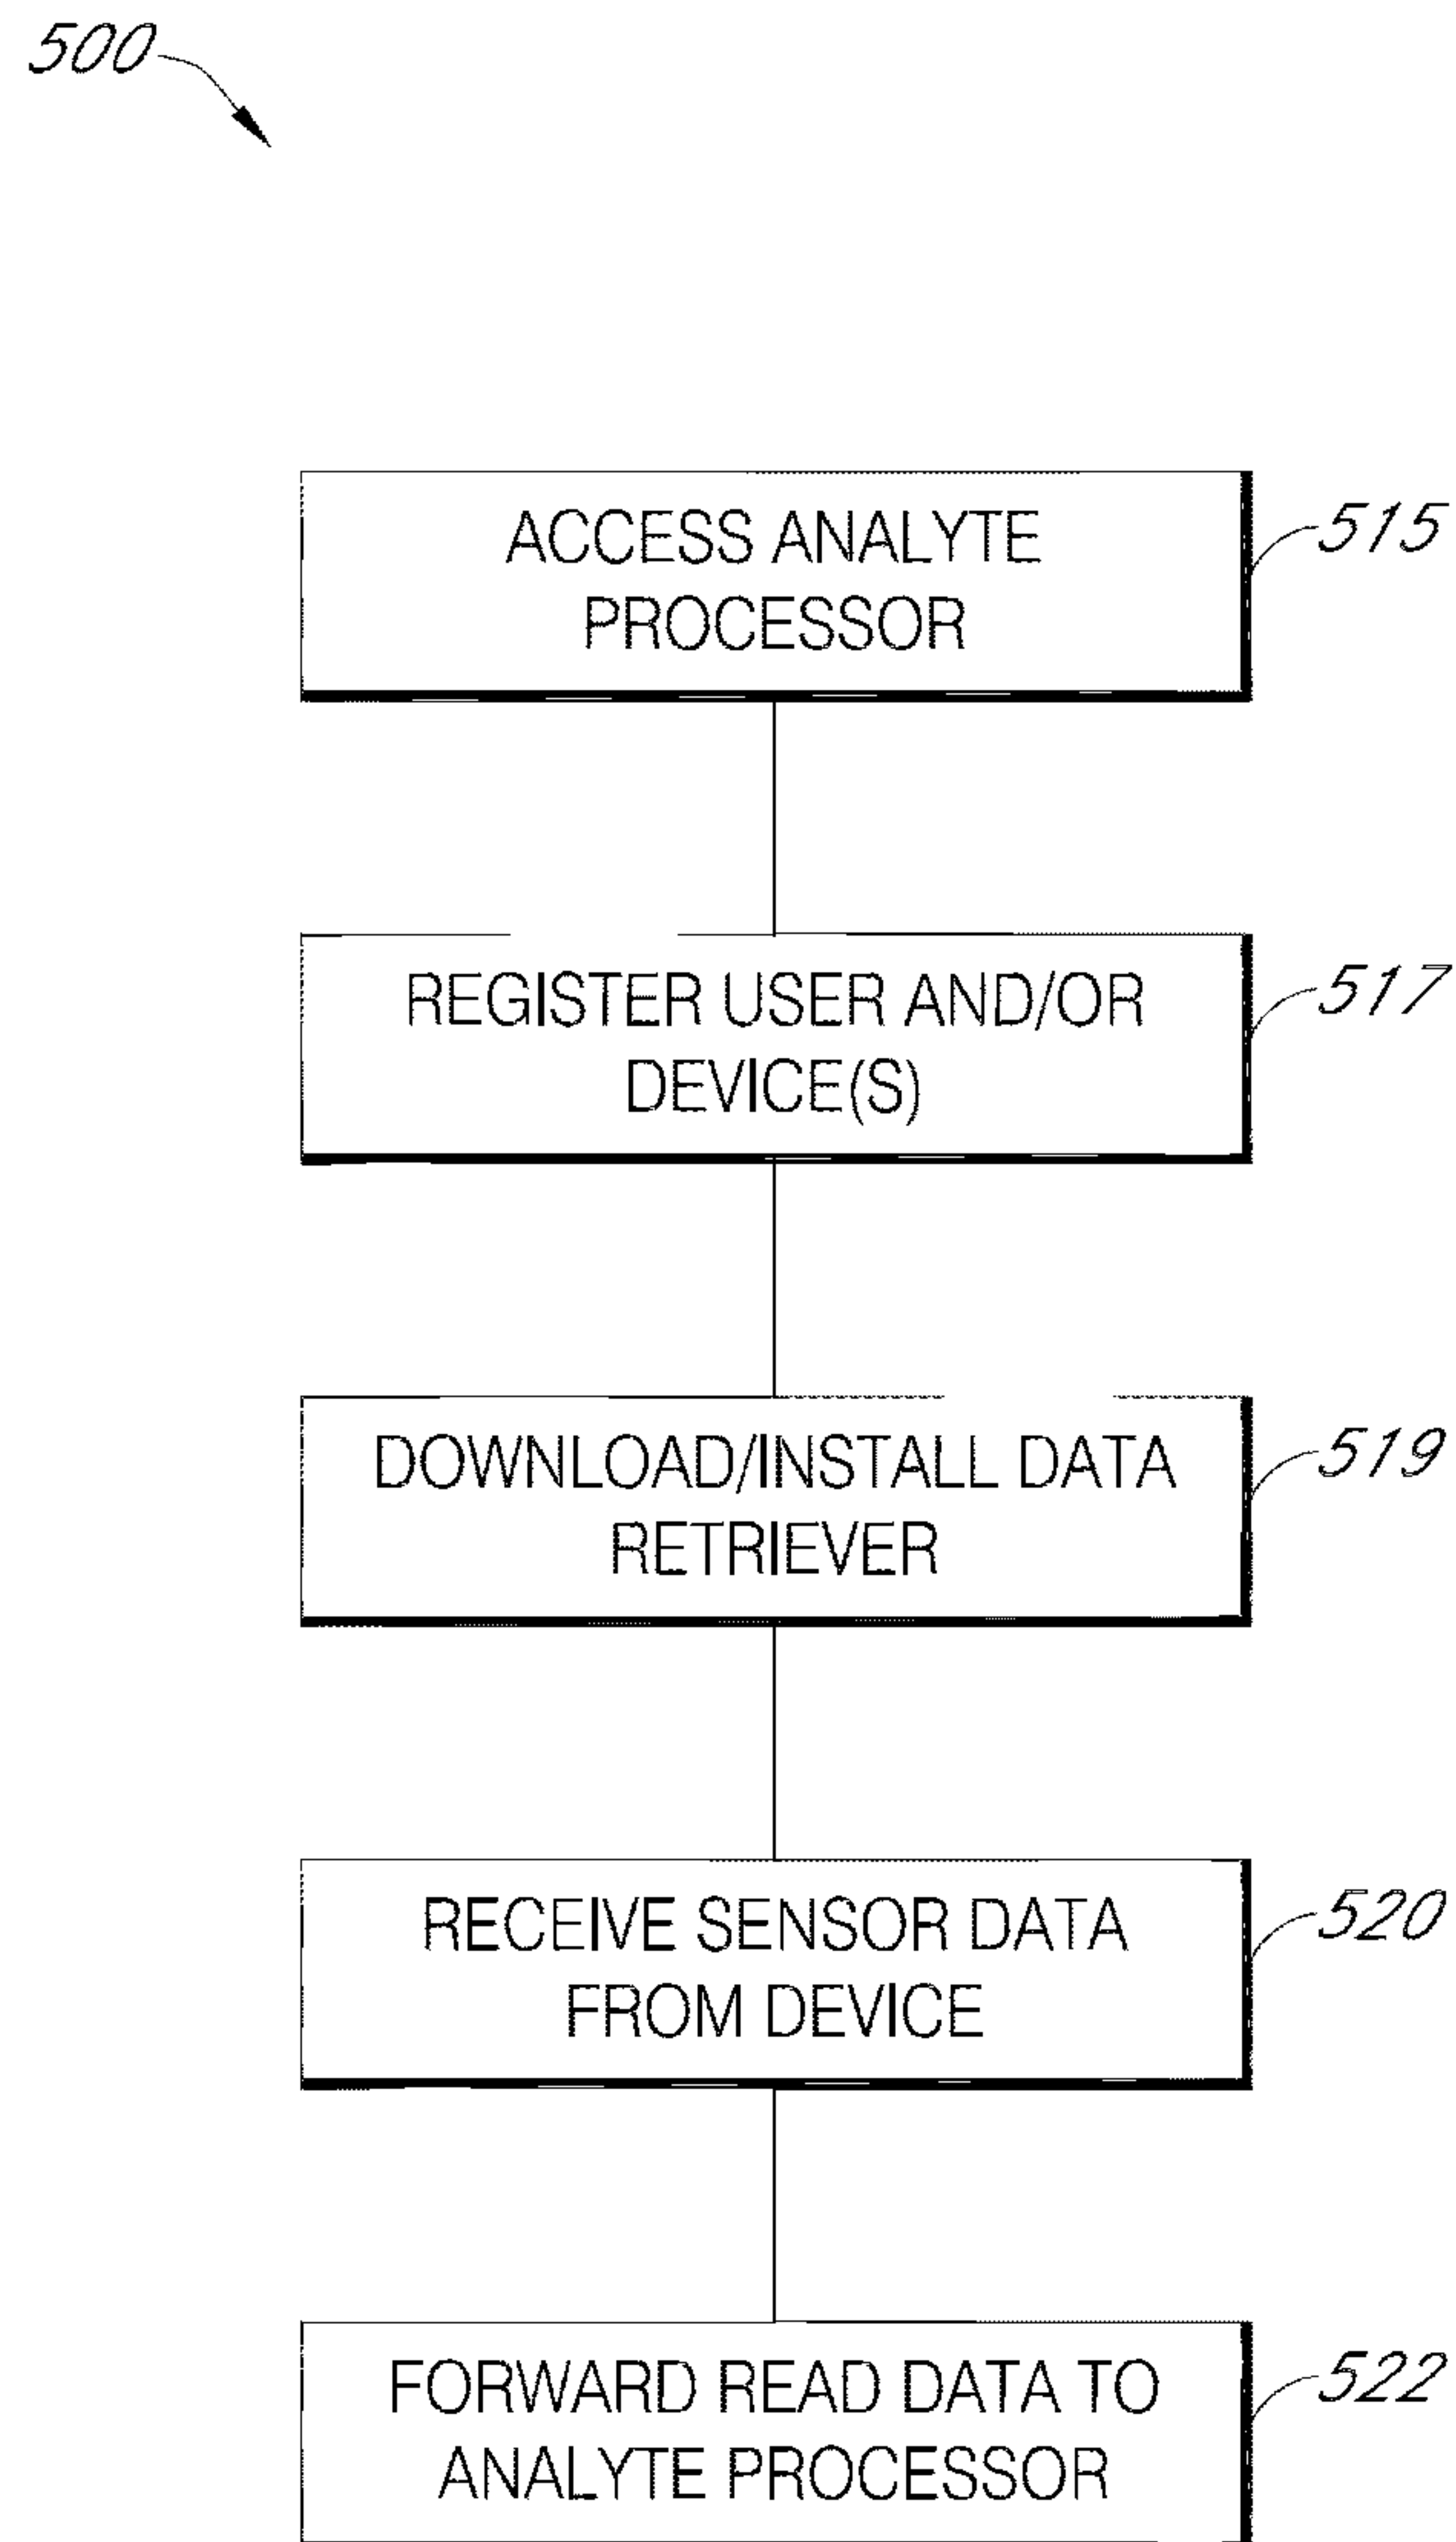 500
ACCESS ANALYTE
PROCESSOR
515
REGISTER USER AND/OR
DEVICE(S)
517
DOWNLOAD/INSTALL DATA
RETRIEVER
519
RECEIVE SENSOR DATA
FROM DEVICE
520
FORWARD READ DATA TO
ANALYTE PROCESSOR
522